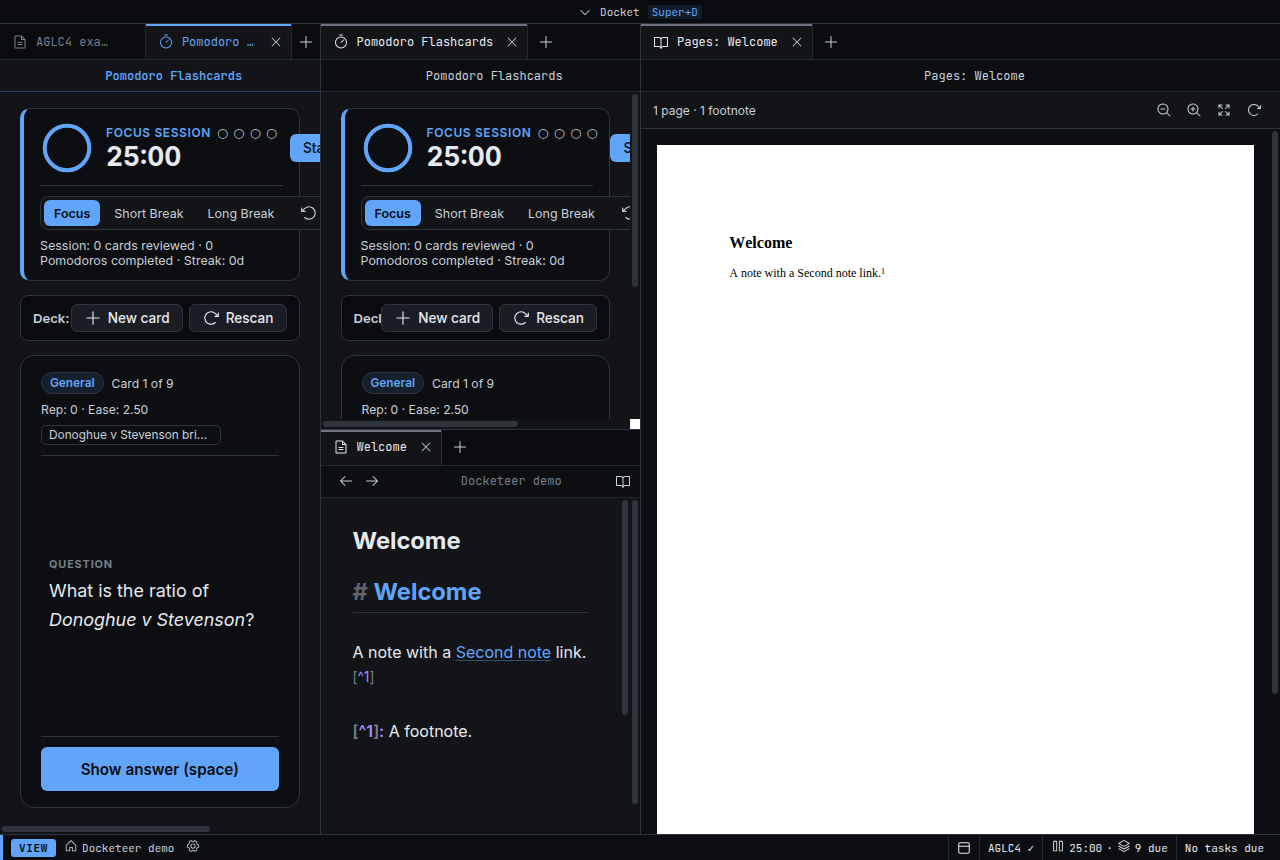 Docket Super+D
AGLC4 exa…
Pomodoro …
Pomodoro Flashcards
FOCUS SESSION
25:00
Focus Short Break Long Break
Session: 0 cards reviewed · 0
Pomodoros completed · Streak: 0d
Deck: New card Rescan
General Card 1 of 9
Rep: 0 · Ease: 2.50
Donoghue v Stevenson bri...
QUESTION
What is the ratio of
Donoghue v Stevenson?
Show answer (space)
Pomodoro Flashcards
Pomodoro Flashcards
FOCUS SESSION
25:00
Focus Short Break Long Break
Session: 0 cards reviewed · 0
Pomodoros completed · Streak: 0d
New card Rescan
General Card 1 of 9
Rep: 0 · Ease: 2.50
Welcome
Docketeer demo
Welcome
# Welcome
A note with a Second note link.
[^1]
[^1]: A footnote.
Pages: Welcome
Pages: Welcome
1 page · 1 footnote
Welcome
A note with a Second note link.¹
VIEW Docketeer demo
AGLC4 ✓ 25:00 · 9 due No tasks due